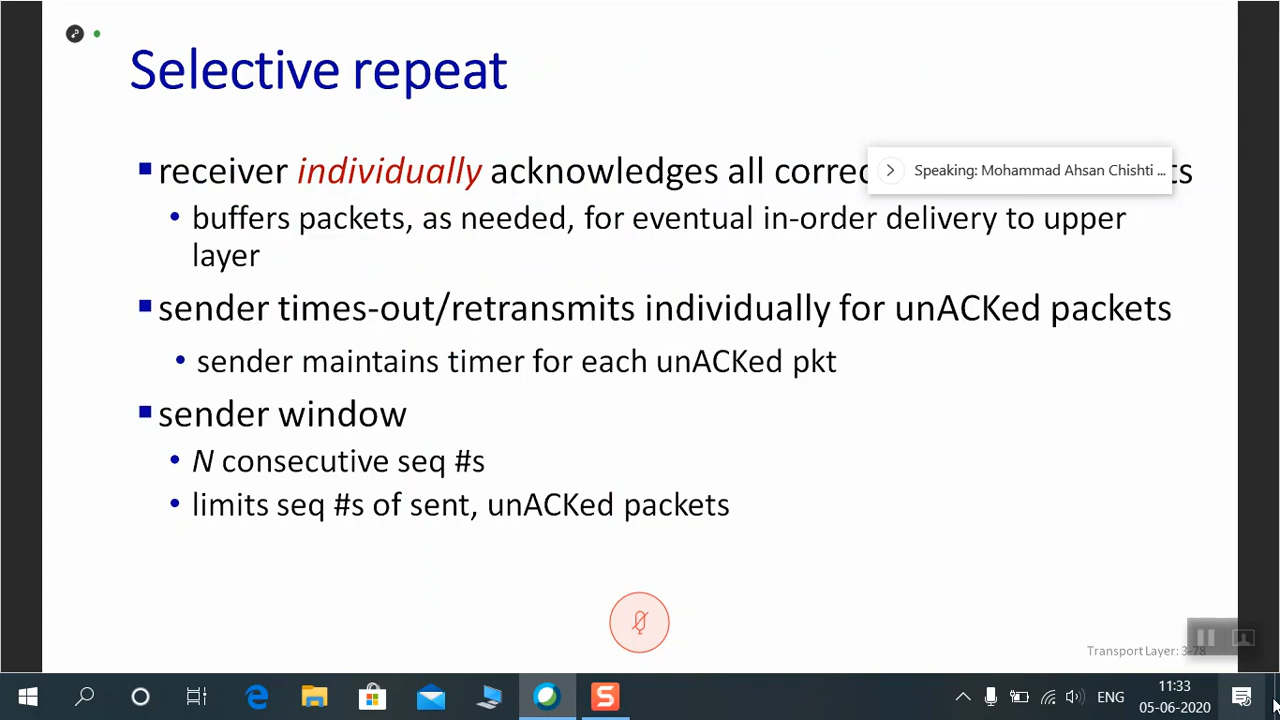 Selective repeat
▪ receiver individually acknowledges all correc
Speaking: Mohammad Ahsan Chishti ...
• buffers packets, as needed, for eventual in-order delivery to upper
layer
▪ sender times-out/retransmits individually for unACKed packets
• sender maintains timer for each unACKed pkt
▪ sender window
• N consecutive seq #s
• limits seq #s of sent, unACKed packets
Transport Layer: 3-78
S
ENG
11:33
05-06-2020